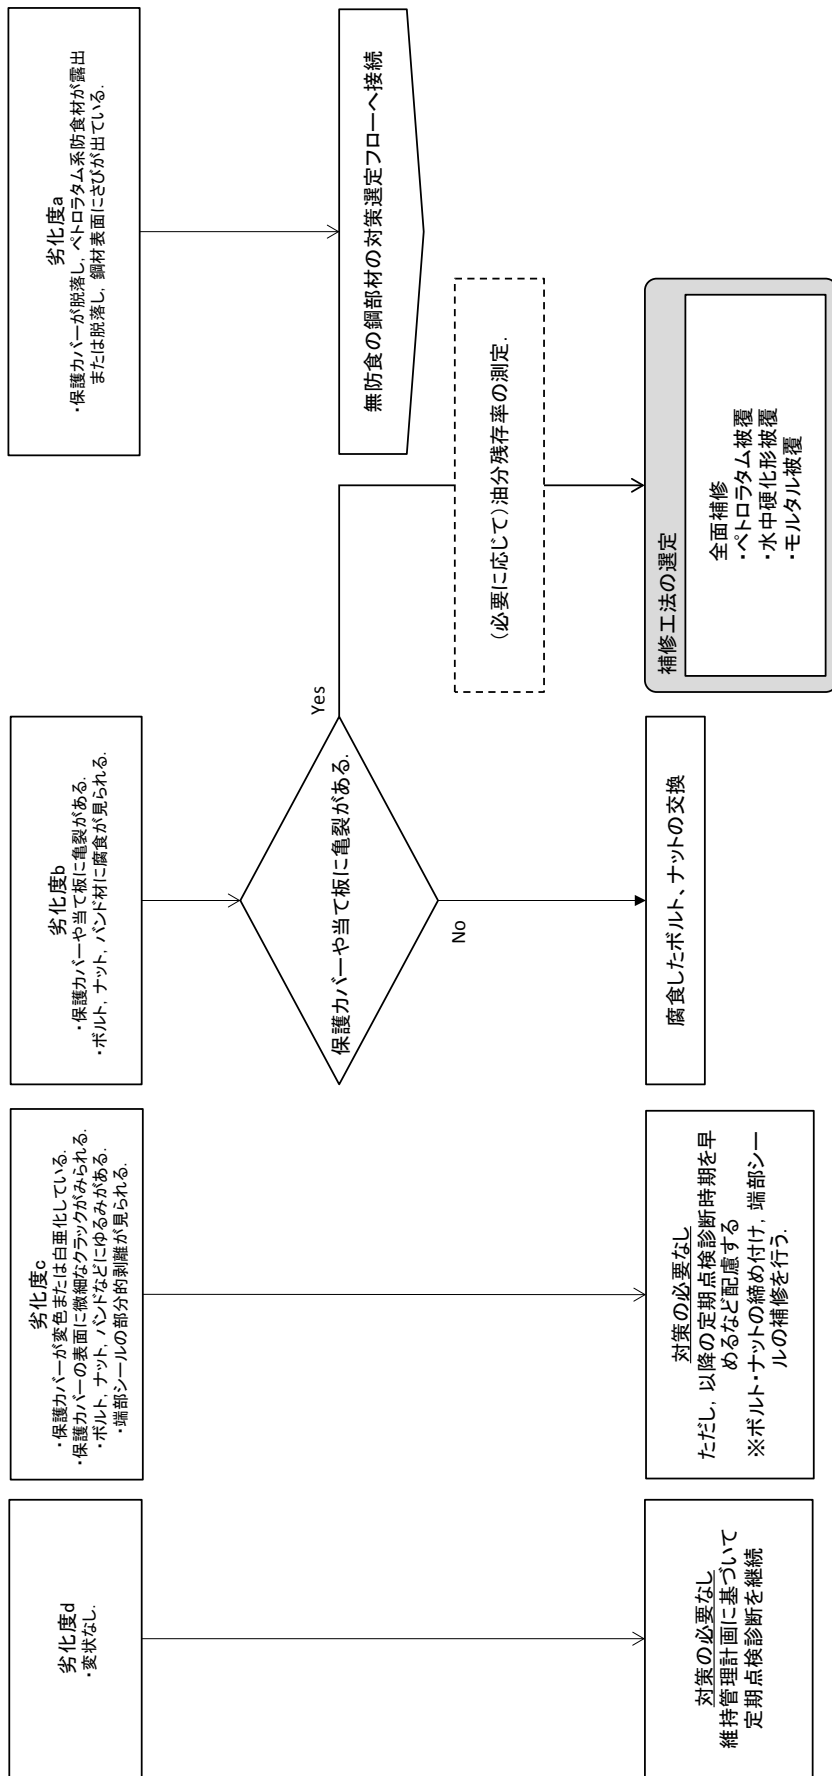 劣化度d
・変状なし.
劣化度c
・保護カバーが変色または白亜化している.
・保護カバーの表面に微細なクラックがみられる.
・ボルト, ナット, バンドなどにゆるみがある.
・端部シールの部分的剥離が見られる.
劣化度b
・保護カバーや当て板に亀裂がある.
・ボルト, ナット, バンド材に腐食が見られる.
劣化度a
・保護カバーが脱落し, ペトロラタム系防食材が露出
または脱落し, 鋼材表面にさびが出ている.
保護カバーや当て板に亀裂がある.
Yes
No
無防食の鋼部材の対策選定フローへ接続
(必要に応じて)油分残存率の測定.
対策の必要なし
維持管理計画に基づいて
定期点検診断を継続
対策の必要なし
ただし, 以降の定期点検診断時期を早
めるなど配慮する
※ボルト・ナットの締め付け, 端部シー
ルの補修を行う.
腐食したボルト、ナットの交換
補修工法の選定
全面補修
・ペトロラタム被覆
・水中硬化形被覆
・モルタル被覆